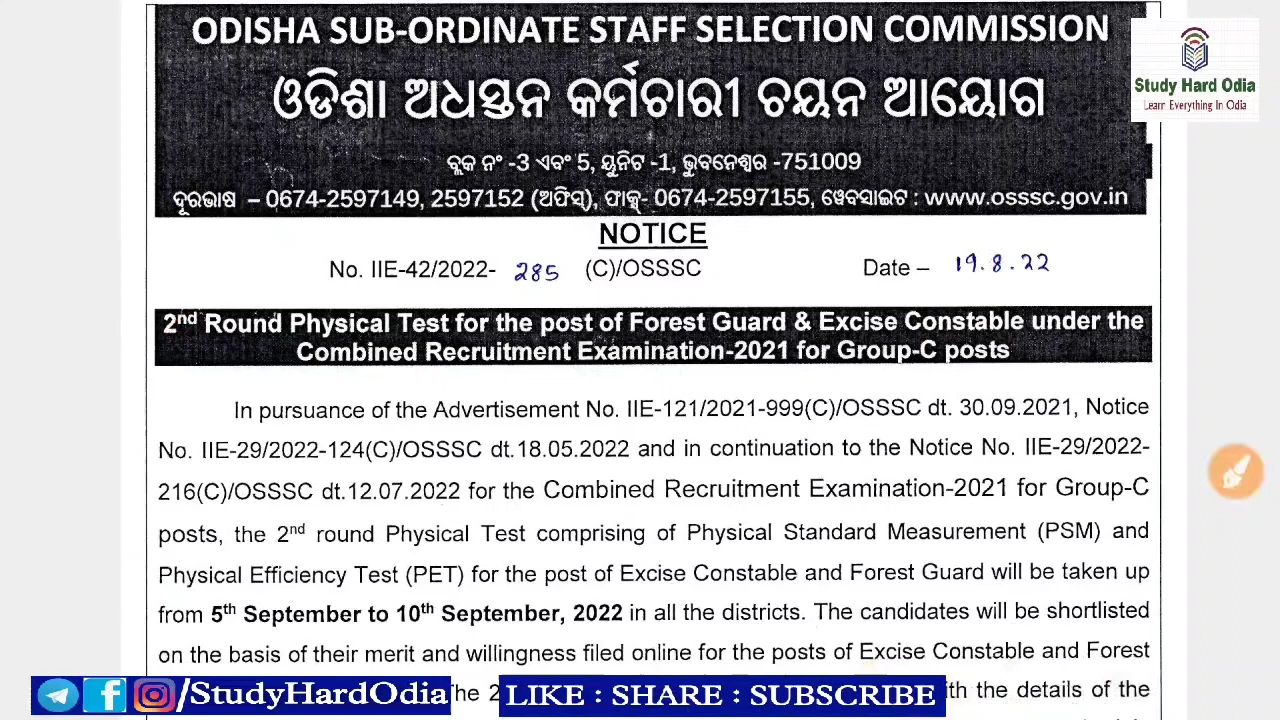 ODISHA SUB-ORDINATE STAFF SELECTION COMMISSION
ଓଡିଶା ଅଧସ୍ତନ କର୍ମଚାରୀ ଚୟନ ଆୟୋଗ
ବ୍ଲକ ନଂ -3 ଏବଂ 5, ୟୁନିଟ -1, ଭୁବନେଶ୍ୱର -751009
ଦୂରଭାଷ – 0674-2597149, 2597152 (ଅଫିସ୍), ଫାକ୍ସ- 0674-2597155, ୱେବସାଇଟ : www.osssc.gov.in
Study Hard Odia
Learn Everything In Odia
NOTICE
No. IIE-42/2022- 285 (C)/OSSSC Date – 19.8.22
2nd Round Physical Test for the post of Forest Guard & Excise Constable under the
Combined Recruitment Examination-2021 for Group-C posts
In pursuance of the Advertisement No. IIE-121/2021-999(C)/OSSSC dt. 30.09.2021, Notice
No. IIE-29/2022-124(C)/OSSSC dt.18.05.2022 and in continuation to the Notice No. IIE-29/2022-
216(C)/OSSSC dt.12.07.2022 for the Combined Recruitment Examination-2021 for Group-C
posts, the 2nd round Physical Test comprising of Physical Standard Measurement (PSM) and
Physical Efficiency Test (PET) for the post of Excise Constable and Forest Guard will be taken up
from 5th September to 10th September, 2022 in all the districts. The candidates will be shortlisted
on the basis of their merit and willingness filed online for the posts of Excise Constable and Forest
the details of the
/StudyHardOdia
LIKE : SHARE : SUBSCRIBE